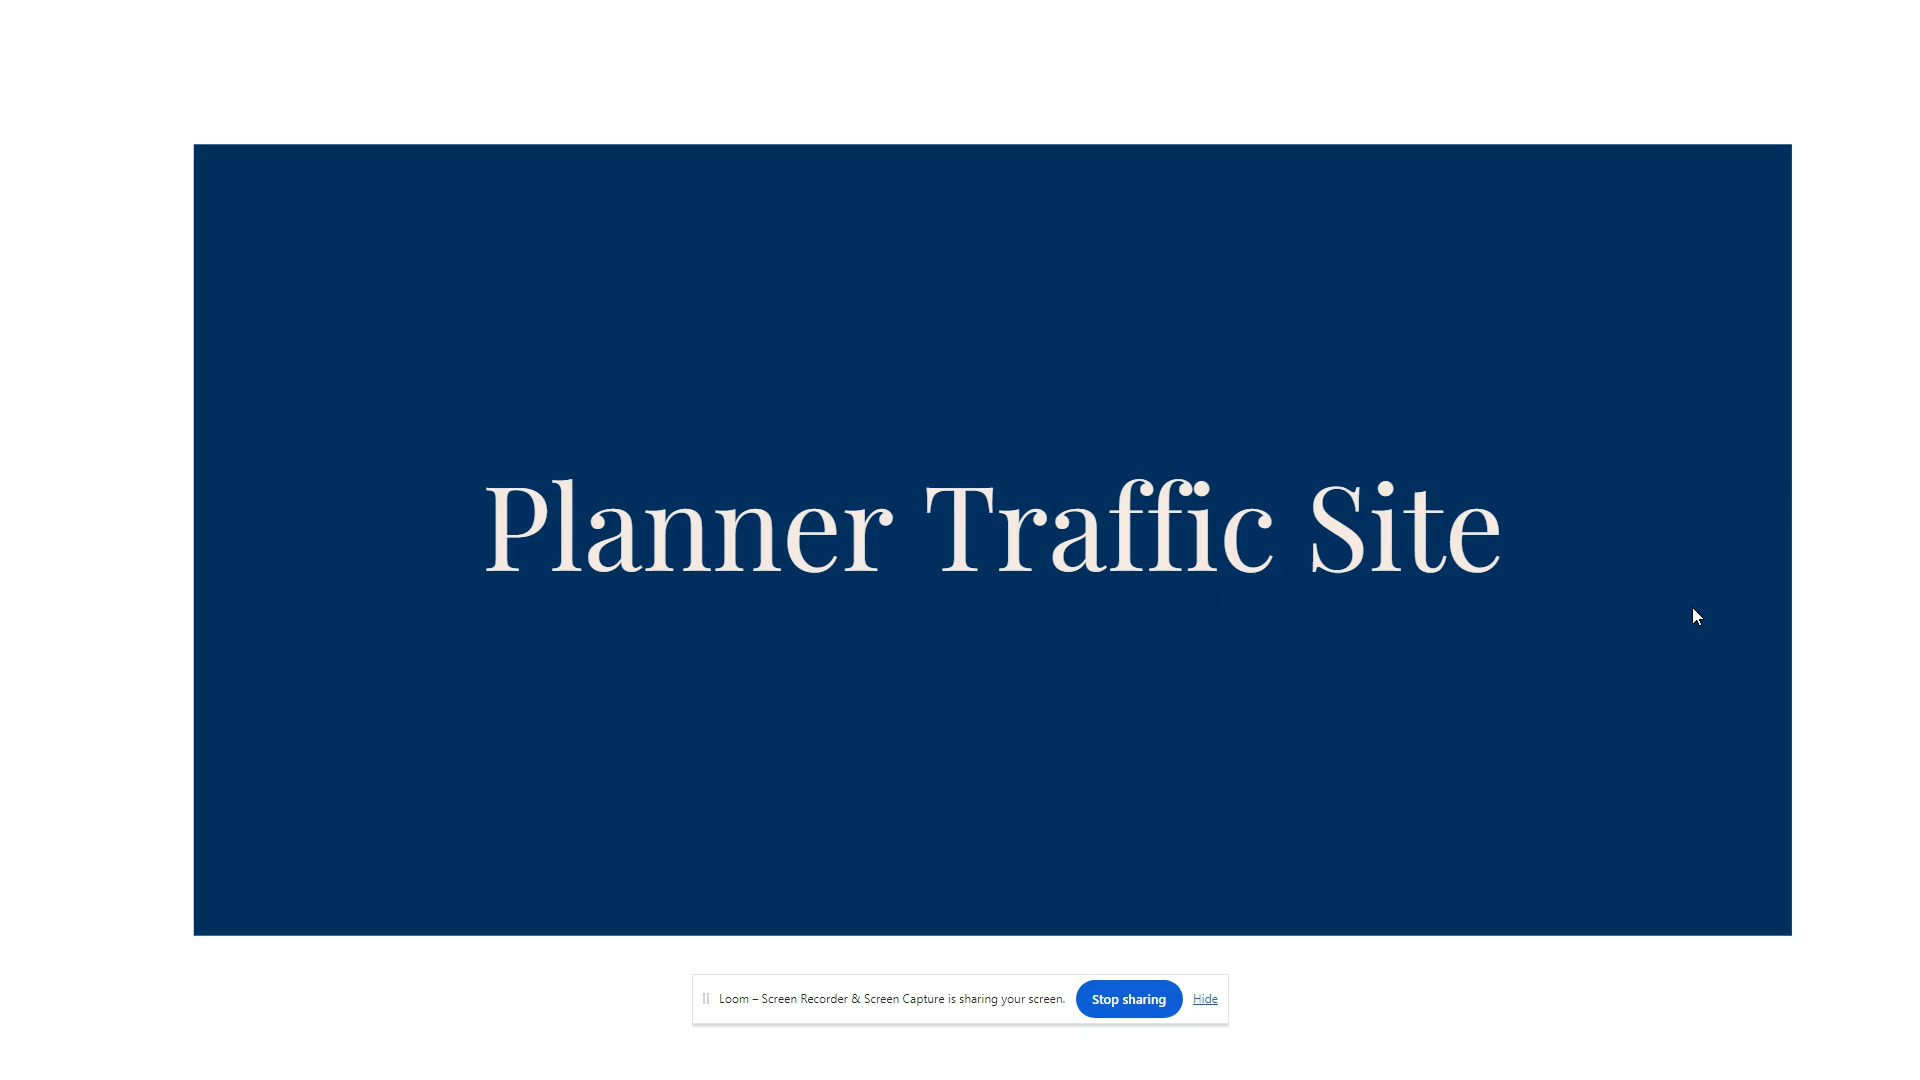 Planner Traffic Site
Loom – Screen Recorder & Screen Capture is sharing your screen. Stop sharing Hide